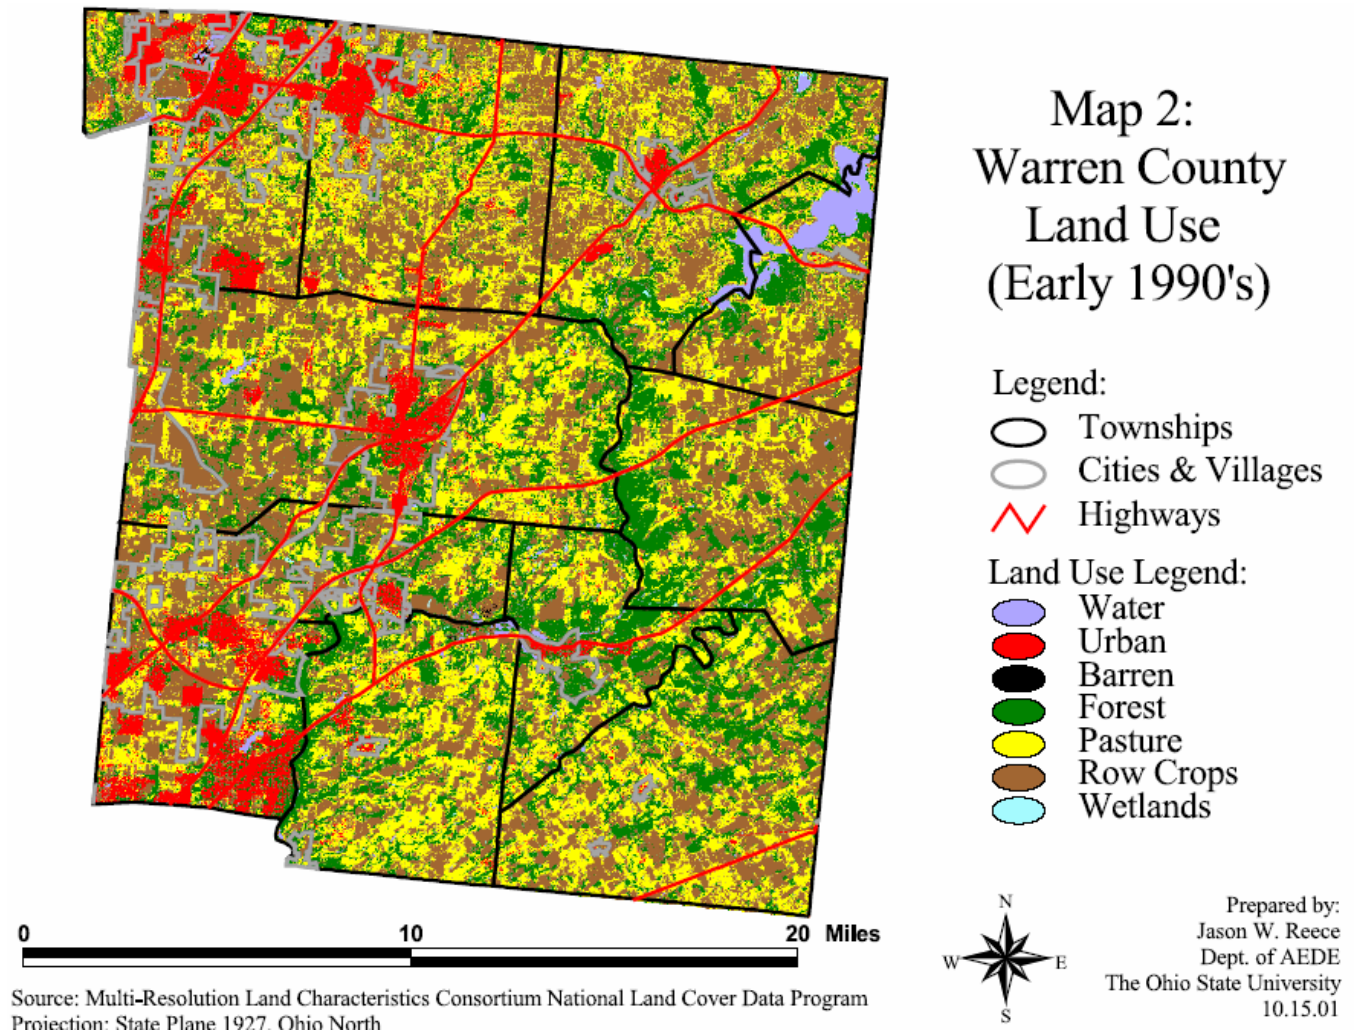 Map 2:
Warren County
Land Use
(Early 1990's)
Legend:
Townships
Cities & Villages
Highways
Land Use Legend:
Water
Urban
Barren
Forest
Pasture
Row Crops
Wetlands
0 10 20 Miles
N
W E
S
Prepared by:
Jason W. Reece
Dept. of AEDE
The Ohio State University
10.15.01
Source: Multi-Resolution Land Characteristics Consortium National Land Cover Data Program
Projection: State Plane 1927, Ohio North